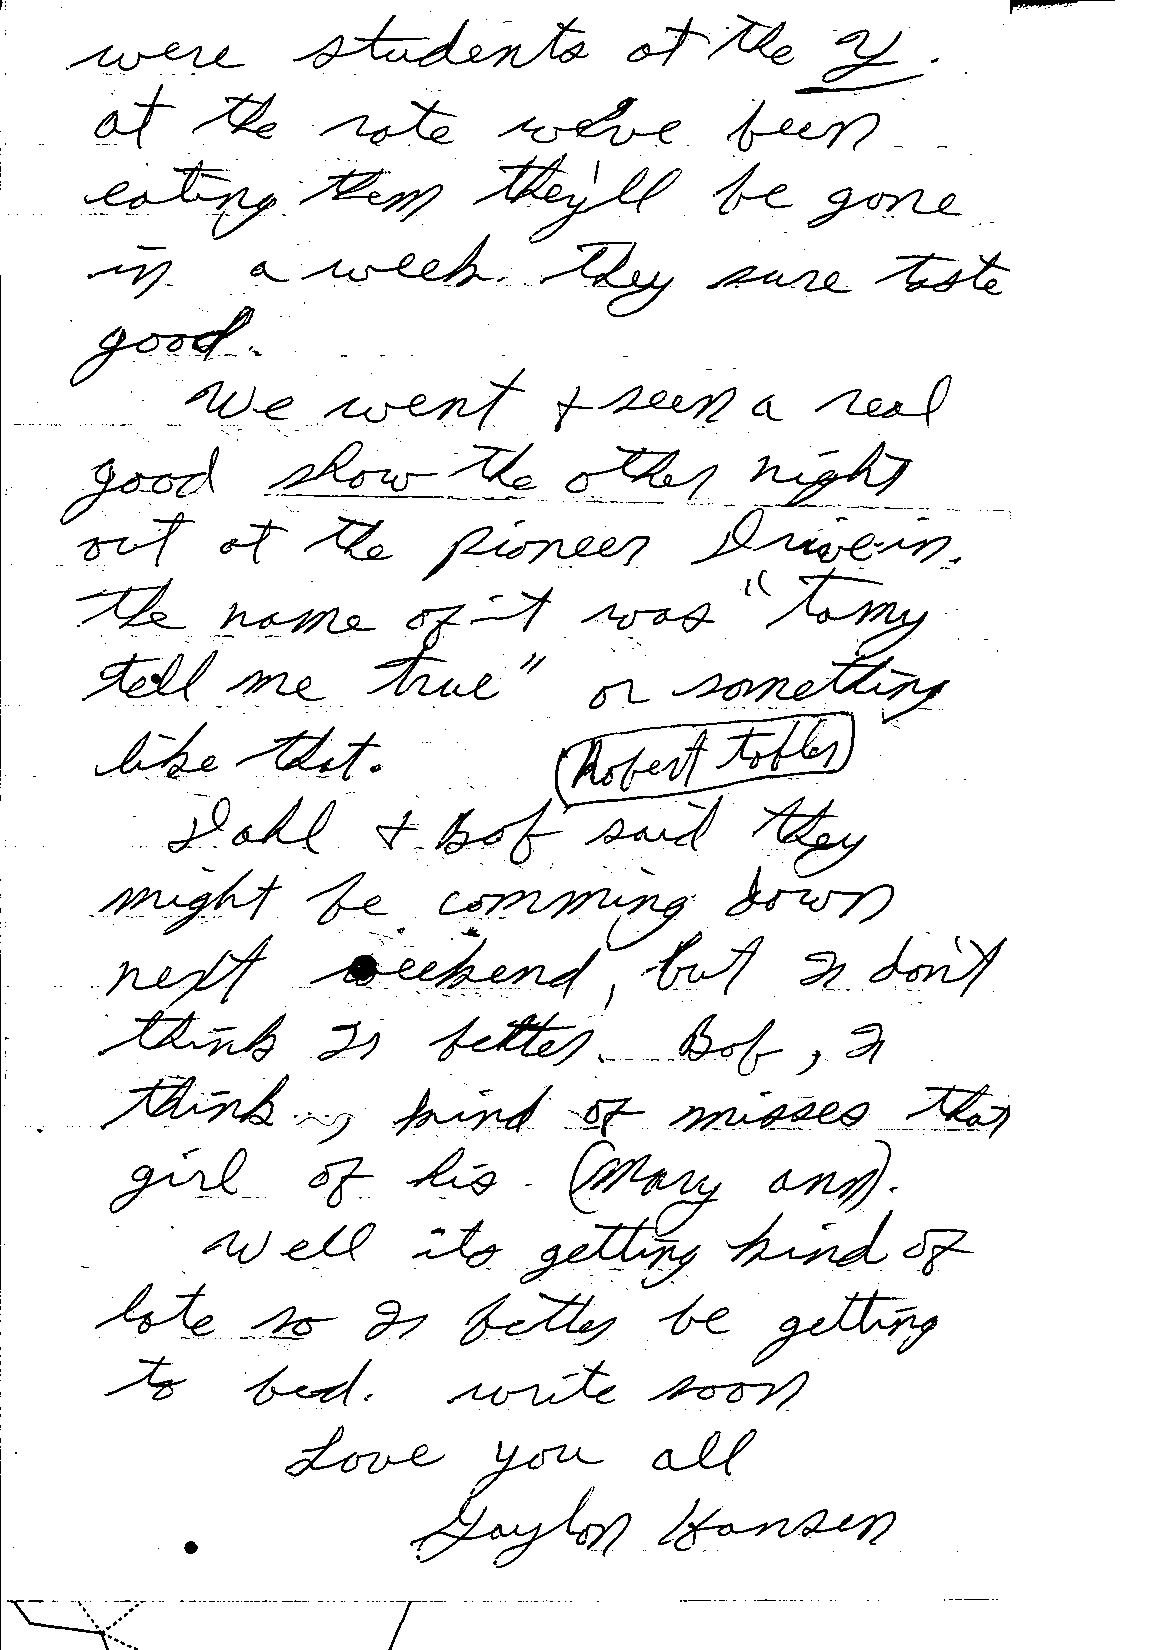 were students at the Y.
at the rate we've been
eating them they'll be gone
in a week. They sure taste
good.
We went & seen a real
good show the other night
out at the pioneer Drive-in.
the name of it was "tamy
tell me true" or something
like that.
(Robert Tobler)
Dahl & Bob said they
might be comming down
next weekend, but I don't
think Is better. Bob, I
think, kind of misses that
girl of his. (Mary ann).
Well its getting kind of
late so Is better be getting
to bed. write soon
Love you all
Gaylon Hansen